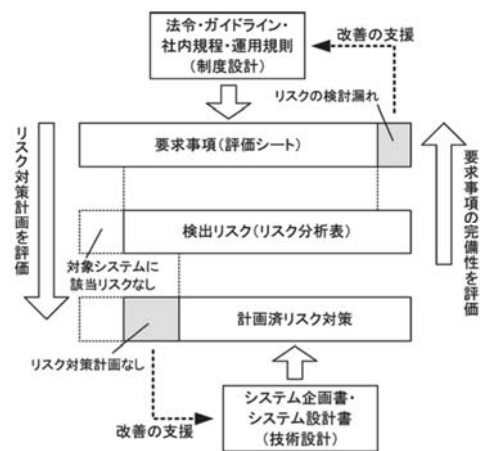 法令・ガイドライン・
社内規程・運用規則
(制度設計)
改善の支援
リスクの検討漏れ
要求事項(評価シート)
リスク対策計画を評価
要求事項の完備性を評価
検出リスク(リスク分析表)
対象システムに
該当リスクなし
計画済リスク対策
リスク対策計画なし
改善の支援
システム企画書・
システム設計書
(技術設計)